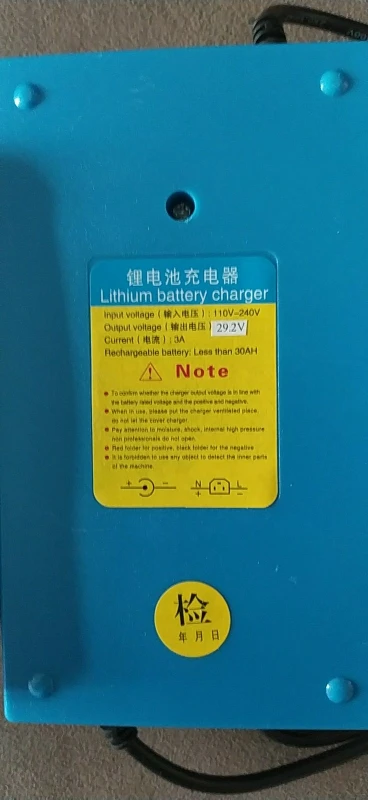 锂电池充电器
Lithium battery charger
Input voltage (输入电压): 110V-240V
Output voltage (输出电压 29.2V
Current (电流): 3A
Rechargeable battery: Less than 30AH
Note
To confirm whether the charger output voltage is in line with
the battery rated voltage and the positive and negative.
When in use, please put the charger ventilated place,
do not let the cover charger.
Pay attention to moisture, shock, internal high pressure
non professionals do not open.
Red folder for positive, black folder for the negative
It is forbidden to use any object to detect the inner parts
of the machine.
+ - N L
+ -
检
年 月 日